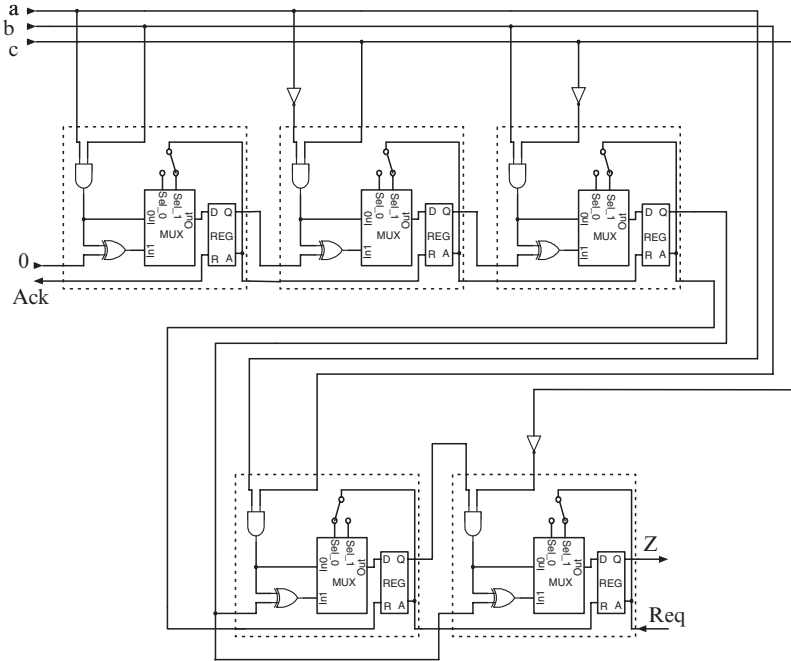 a
b
c
Sel_0
Sel_1
In0
Out
MUX
In1
D Q
REG
R A
Sel_0
Sel_1
In0
Out
MUX
In1
D Q
REG
R A
Sel_0
Sel_1
In0
Out
MUX
In1
D Q
REG
R A
0
Ack
Sel_0
Sel_1
In0
Out
MUX
In1
D Q
REG
R A
Sel_0
Sel_1
In0
Out
MUX
In1
D Q
REG
R A
Z
Req